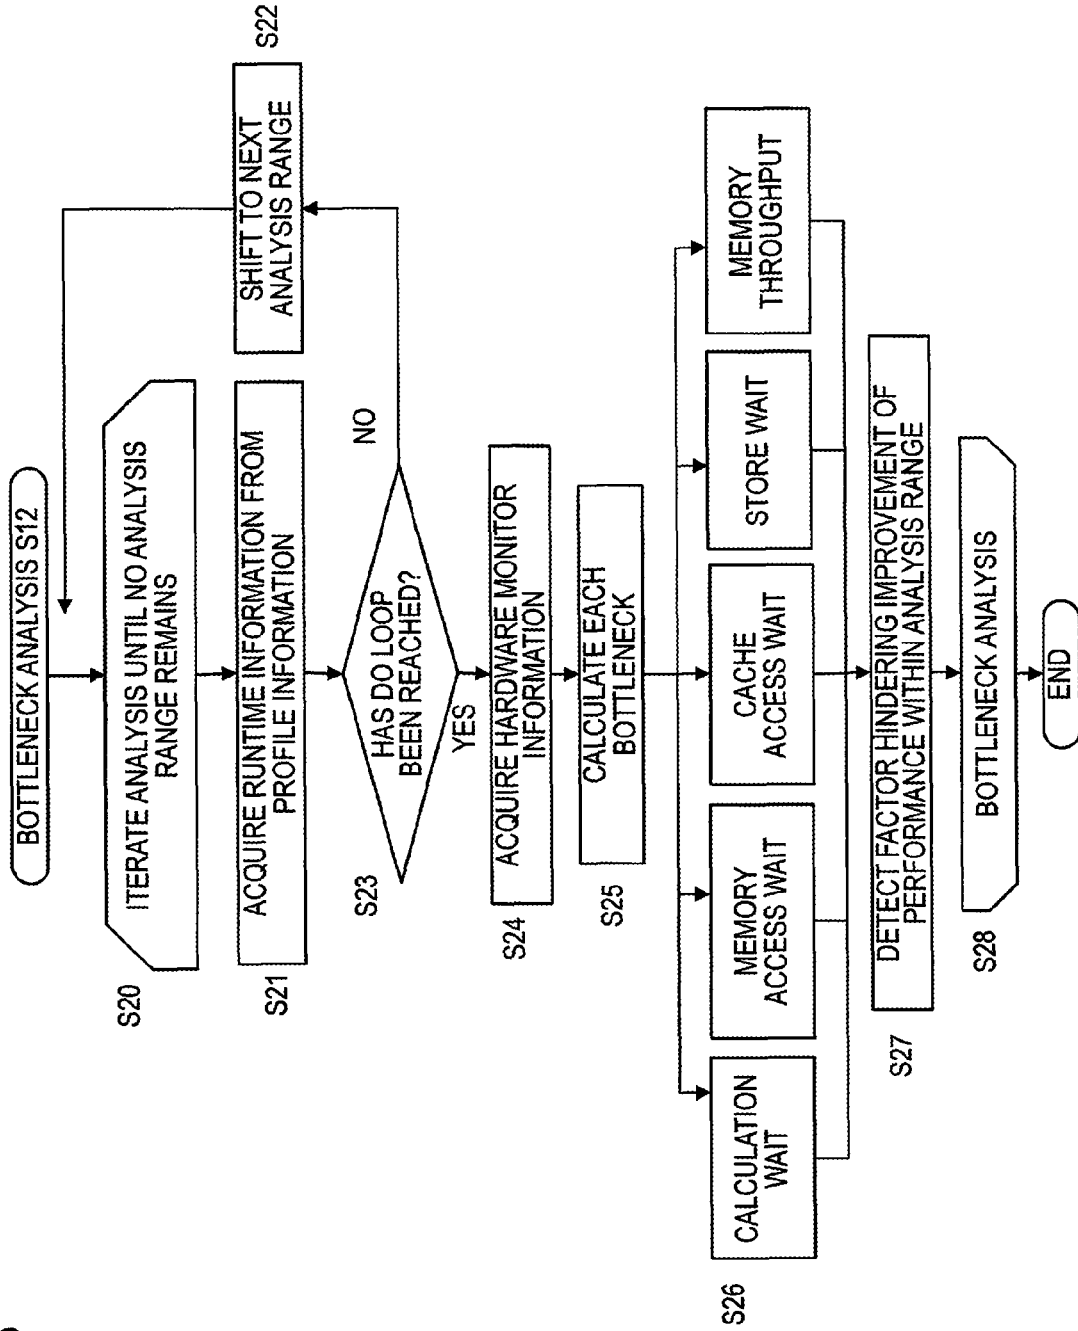 BOTTLENECK ANALYSIS S12
S20
ITERATE ANALYSIS UNTIL NO ANALYSIS
RANGE REMAINS
S21
ACQUIRE RUNTIME INFORMATION FROM
PROFILE INFORMATION
SHIFT TO NEXT
ANALYSIS RANGE
S22
S23
HAS DO LOOP
BEEN REACHED?
NO
YES
S24
ACQUIRE HARDWARE MONITOR
INFORMATION
S25
CALCULATE EACH
BOTTLENECK
S26
CALCULATION
WAIT
MEMORY
ACCESS WAIT
CACHE
ACCESS WAIT
STORE WAIT
MEMORY
THROUGHPUT
S27
DETECT FACTOR HINDERING IMPROVEMENT OF
PERFORMANCE WITHIN ANALYSIS RANGE
S28
BOTTLENECK ANALYSIS
END